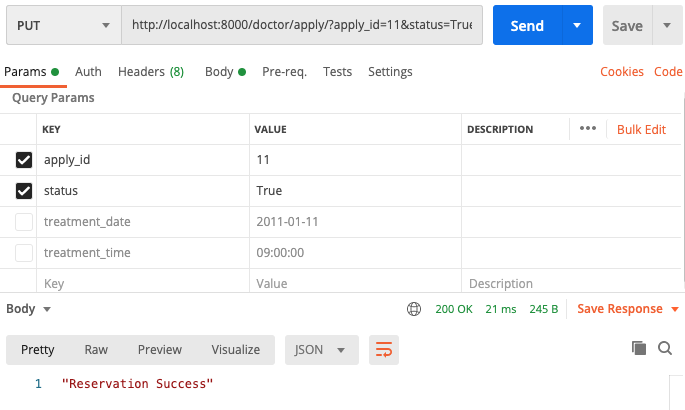 PUT http://localhost:8000/doctor/apply/?apply_id=11&status=True Send Save
Params Auth Headers (8) Body Pre-req. Tests Settings Cookies Code
Query Params
KEY VALUE DESCRIPTION ••• Bulk Edit
apply_id 11
status True
treatment_date 2011-01-11
treatment_time 09:00:00
Key Value Description
Body 200 OK 21 ms 245 B Save Response
Pretty Raw Preview Visualize JSON
1 "Reservation Success"